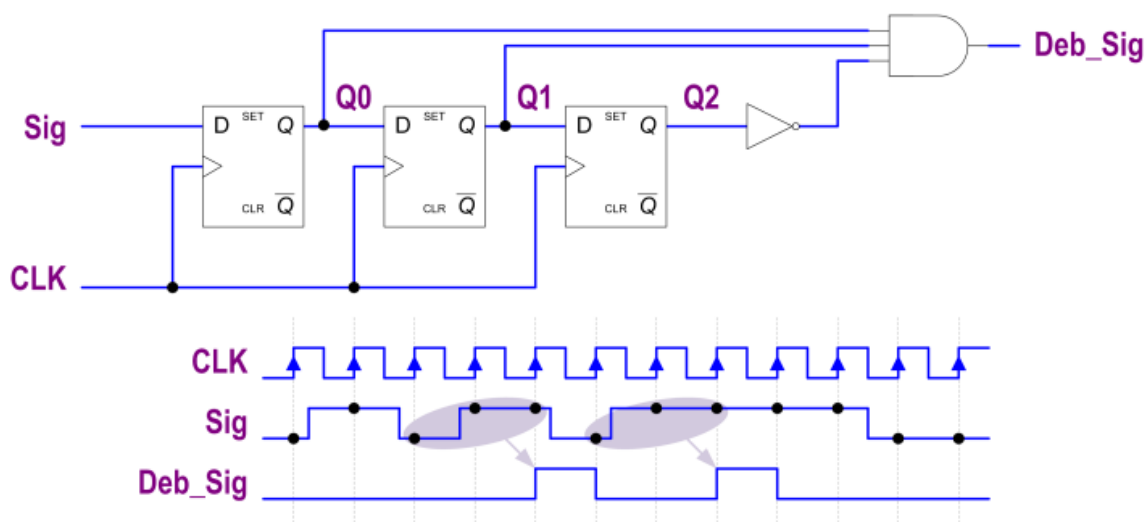 Deb_Sig
Q0 Q1 Q2
Sig D SET Q D SET Q D SET Q
CLR Q̅ CLR Q̅ CLR Q̅
CLK
CLK
Sig
Deb_Sig